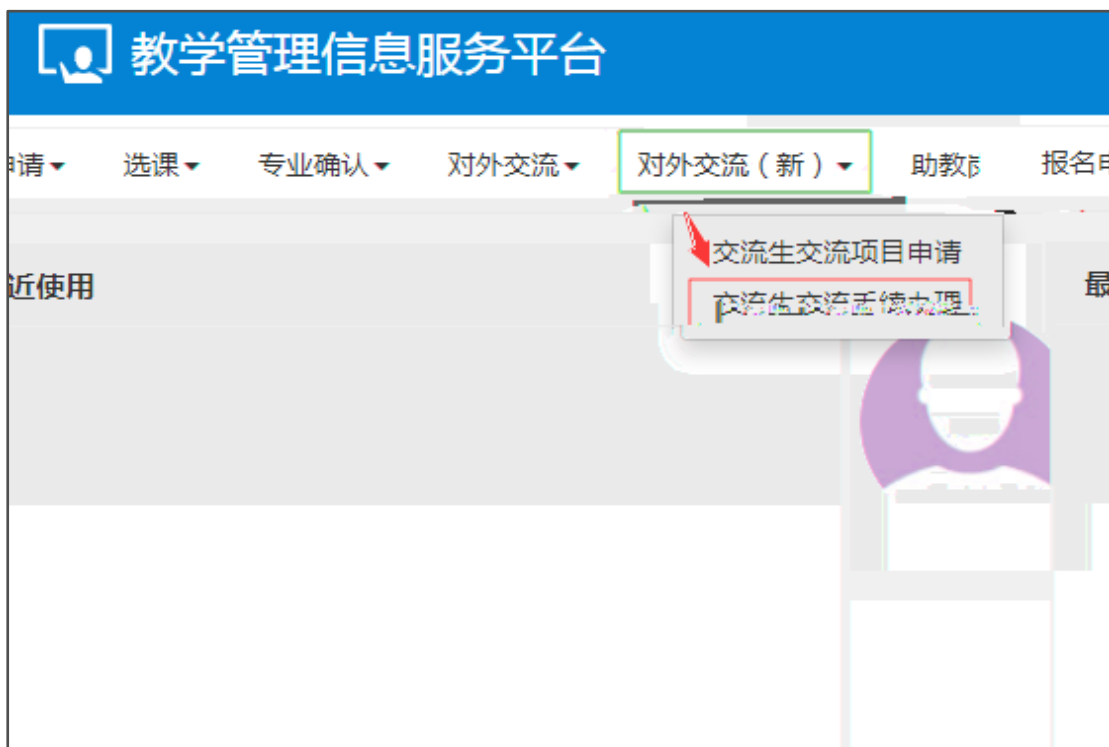 教学管理信息服务平台
申请 选课 专业确认 对外交流 对外交流（新） 助教 报名申
交流生交流项目申请
近使用 最
交流生交流手续办理